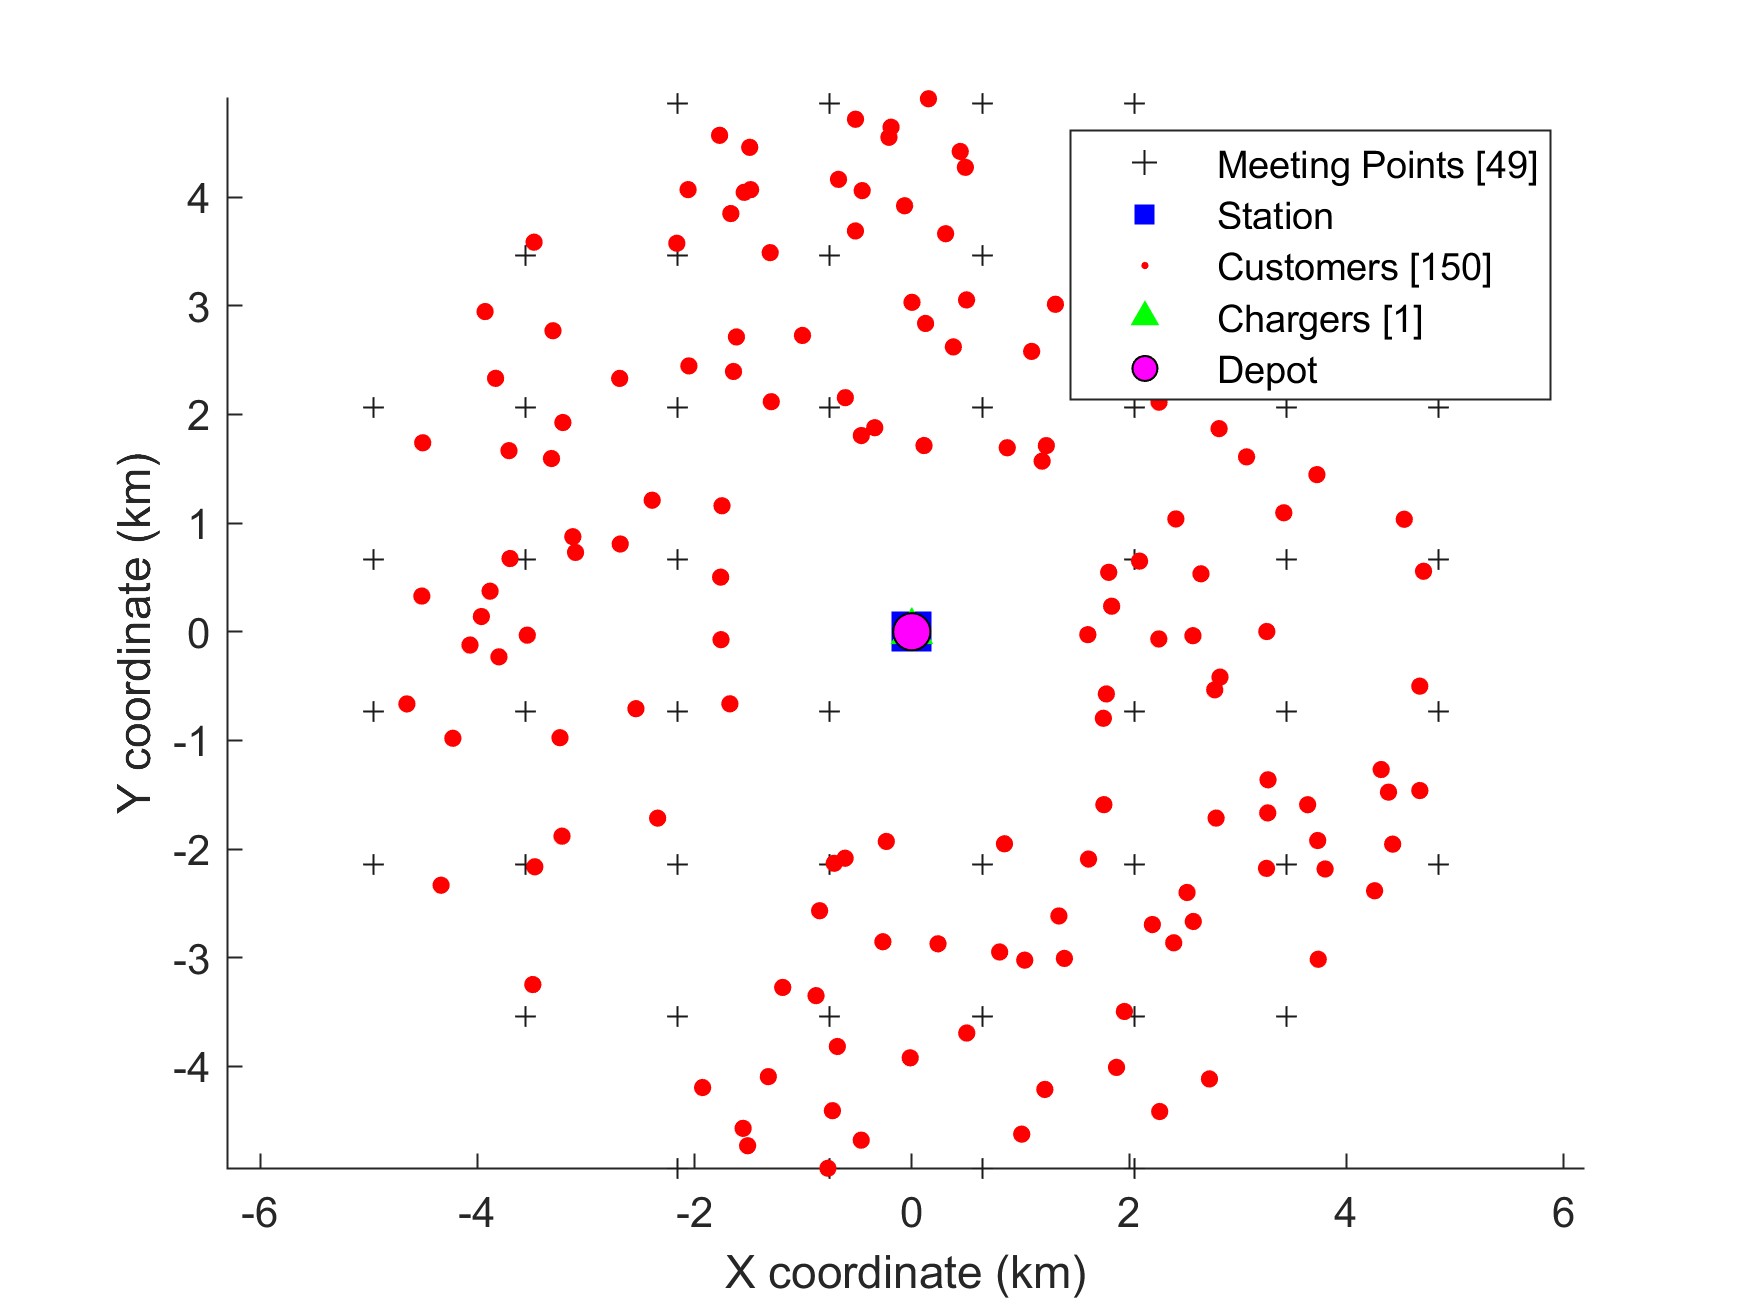 Meeting Points [49]
Station
Customers [150]
Chargers [1]
Depot
4
3
2
1
0
-1
-2
-3
-4
Y coordinate (km)
-6 -4 -2 0 2 4 6
X coordinate (km)